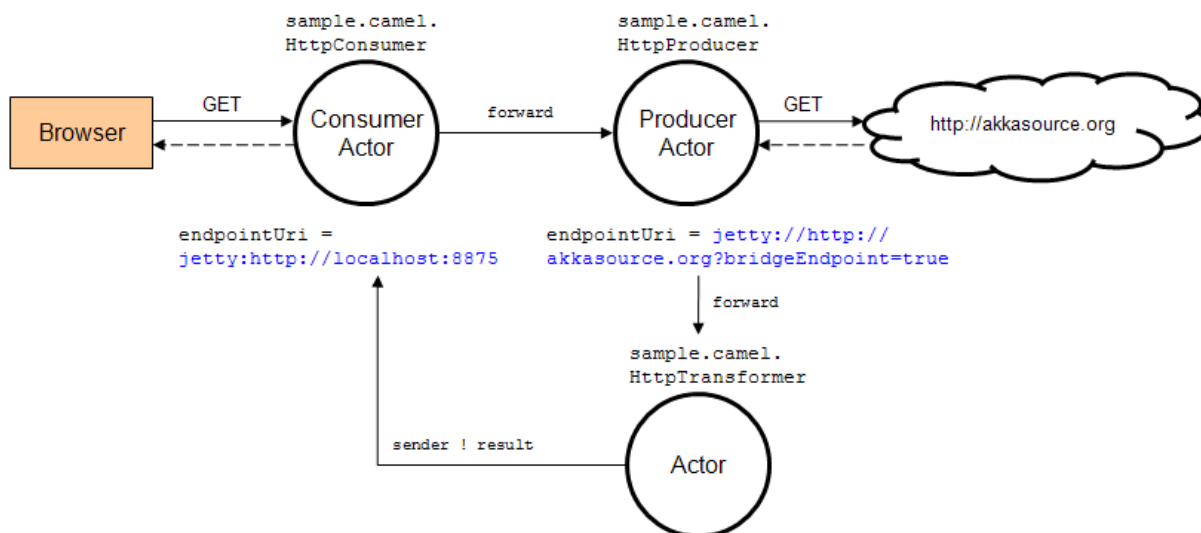 sample.camel.
HttpConsumer
sample.camel.
HttpProducer
Browser
GET
Consumer
Actor
forward
Producer
Actor
GET
http://akkasource.org
endpointUri =
jetty:http://localhost:8875
endpointUri = jetty://http://
akkasource.org?bridgeEndpoint=true
forward
sample.camel.
HttpTransformer
sender ! result
Actor